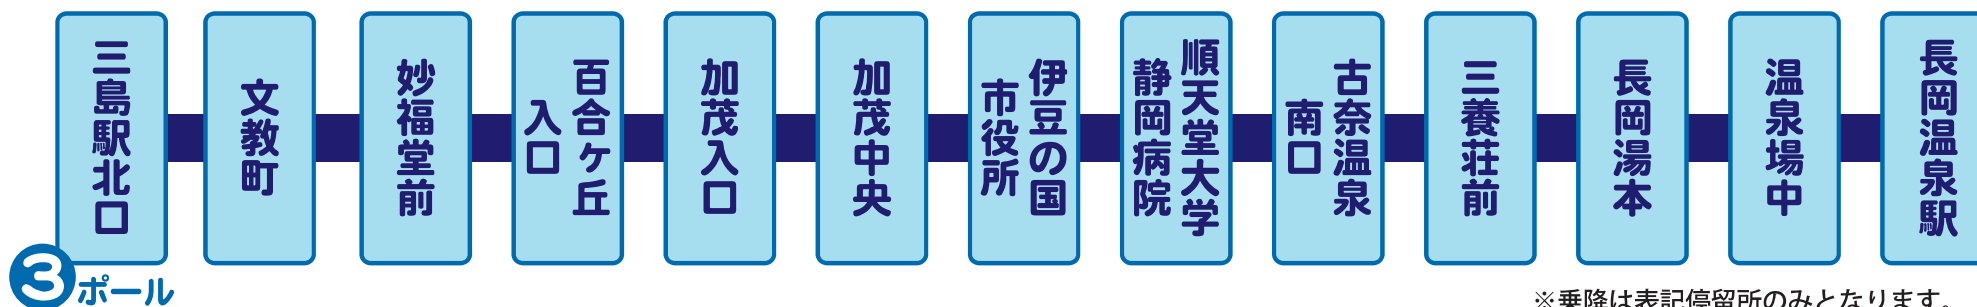 三島駅北口
文教町
妙福堂前
百合ヶ丘
入口
加茂入口
加茂中央
伊豆の国
市役所
順天堂大学
静岡病院
古奈温泉
南口
三養荘前
長岡湯本
温泉場中
長岡温泉駅
3ポール
※乗降は表記停留所のみとなります。